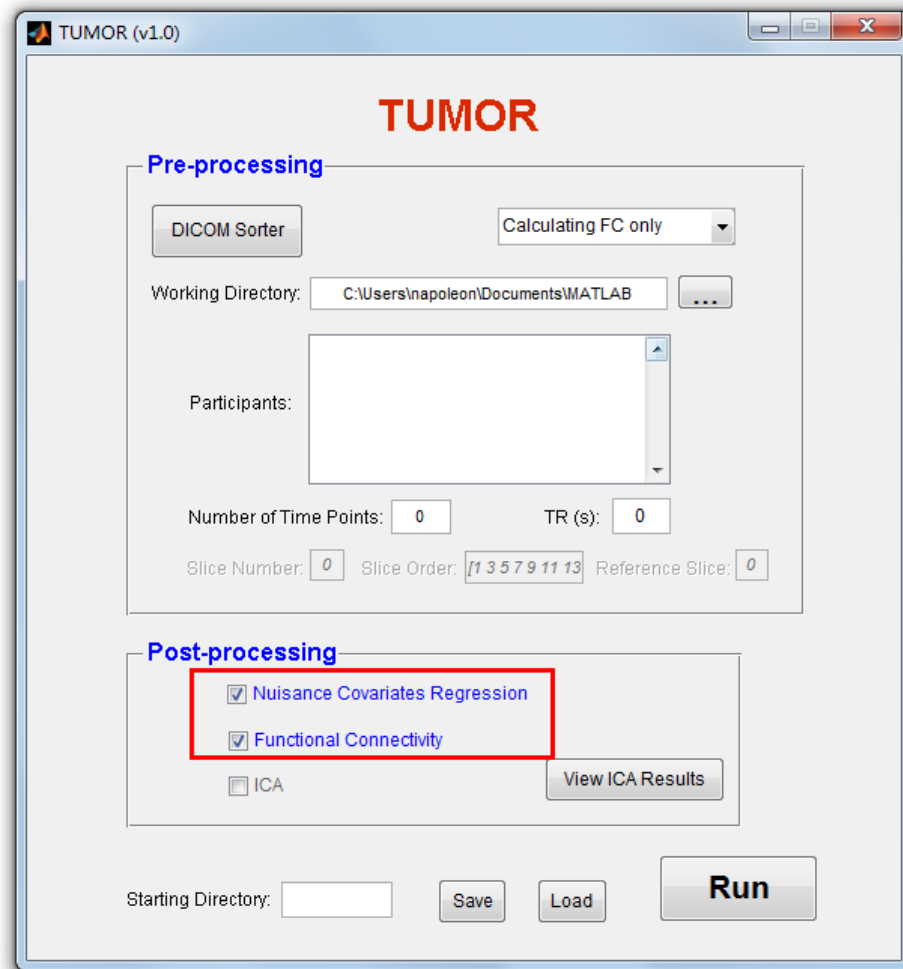 TUMOR (v1.0)
TUMOR
Pre-processing
DICOM Sorter
Calculating FC only
Working Directory: C:\Users\napoleon\Documents\MATLAB ...
Participants:
Number of Time Points: 0 TR (s): 0
Slice Number: 0 Slice Order: [1 3 5 7 9 11 13 Reference Slice: 0
Post-processing
Nuisance Covariates Regression
Functional Connectivity
ICA
View ICA Results
Starting Directory:
Save
Load
Run